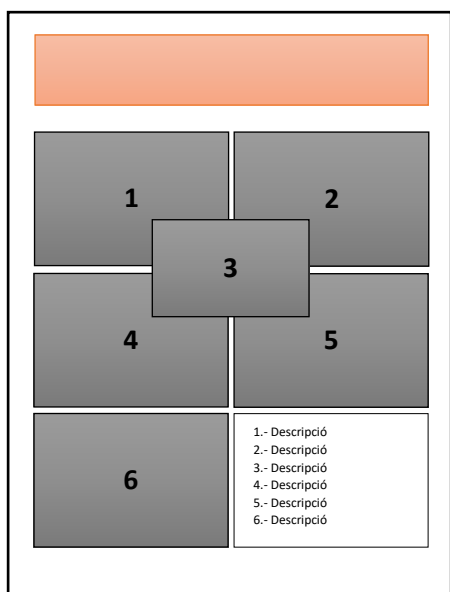 1
2
3
4
5
6
1.- Descripció
2.- Descripció
3.- Descripció
4.- Descripció
5.- Descripció
6.- Descripció